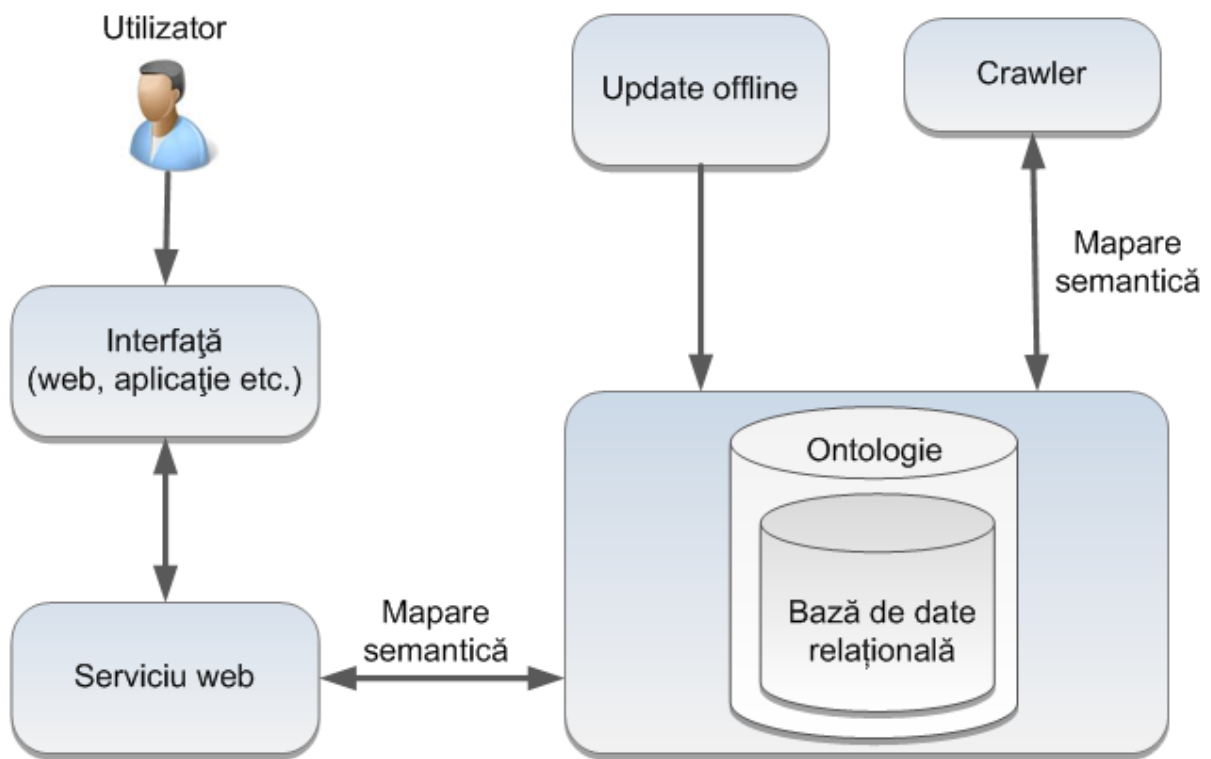 Utilizator
Update offline
Crawler
Mapare
semantică
Interfaţă
(web, aplicaţie etc.)
Ontologie
Bază de date
relațională
Mapare
semantică
Serviciu web